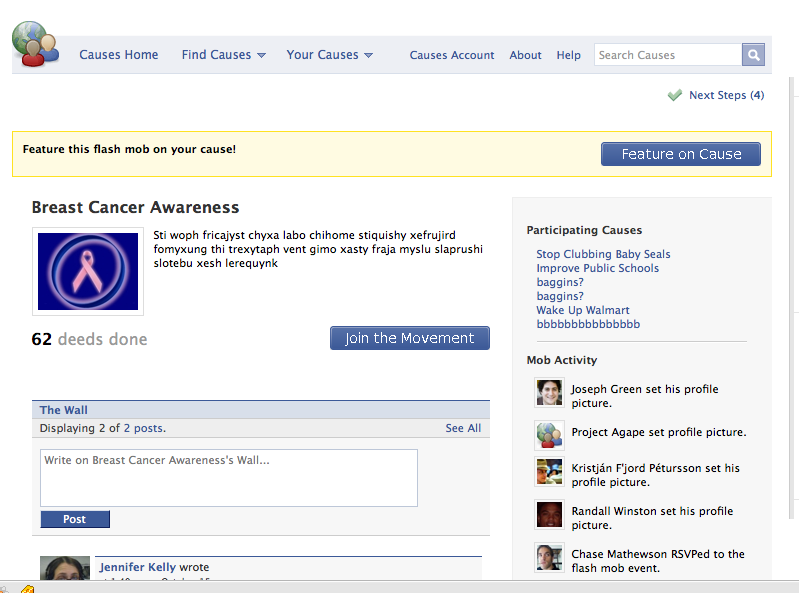 Causes Home Find Causes Your Causes Causes Account About Help Search Causes
Next Steps (4)
Feature this flash mob on your cause!
Feature on Cause
Breast Cancer Awareness
Sti woph fricajyst chyxa labo chihome stiquishy xefrujird
fomyxung thi trexytaph vent gimo xasty fraja myslu slaprushi
slotebu xesh lerequynk
62 deeds done
Join the Movement
The Wall
Displaying 2 of 2 posts.
See All
Write on Breast Cancer Awareness's Wall...
Post
Jennifer Kelly wrote
Participating Causes
Stop Clubbing Baby Seals
Improve Public Schools
baggins?
baggins?
Wake Up Walmart
bbbbbbbbbbbbbbb
Mob Activity
Joseph Green set his profile
picture.
Project Agape set profile picture.
Kristján F'jord Pétursson set his
profile picture.
Randall Winston set his profile
picture.
Chase Mathewson RSVPed to the
flash mob event.